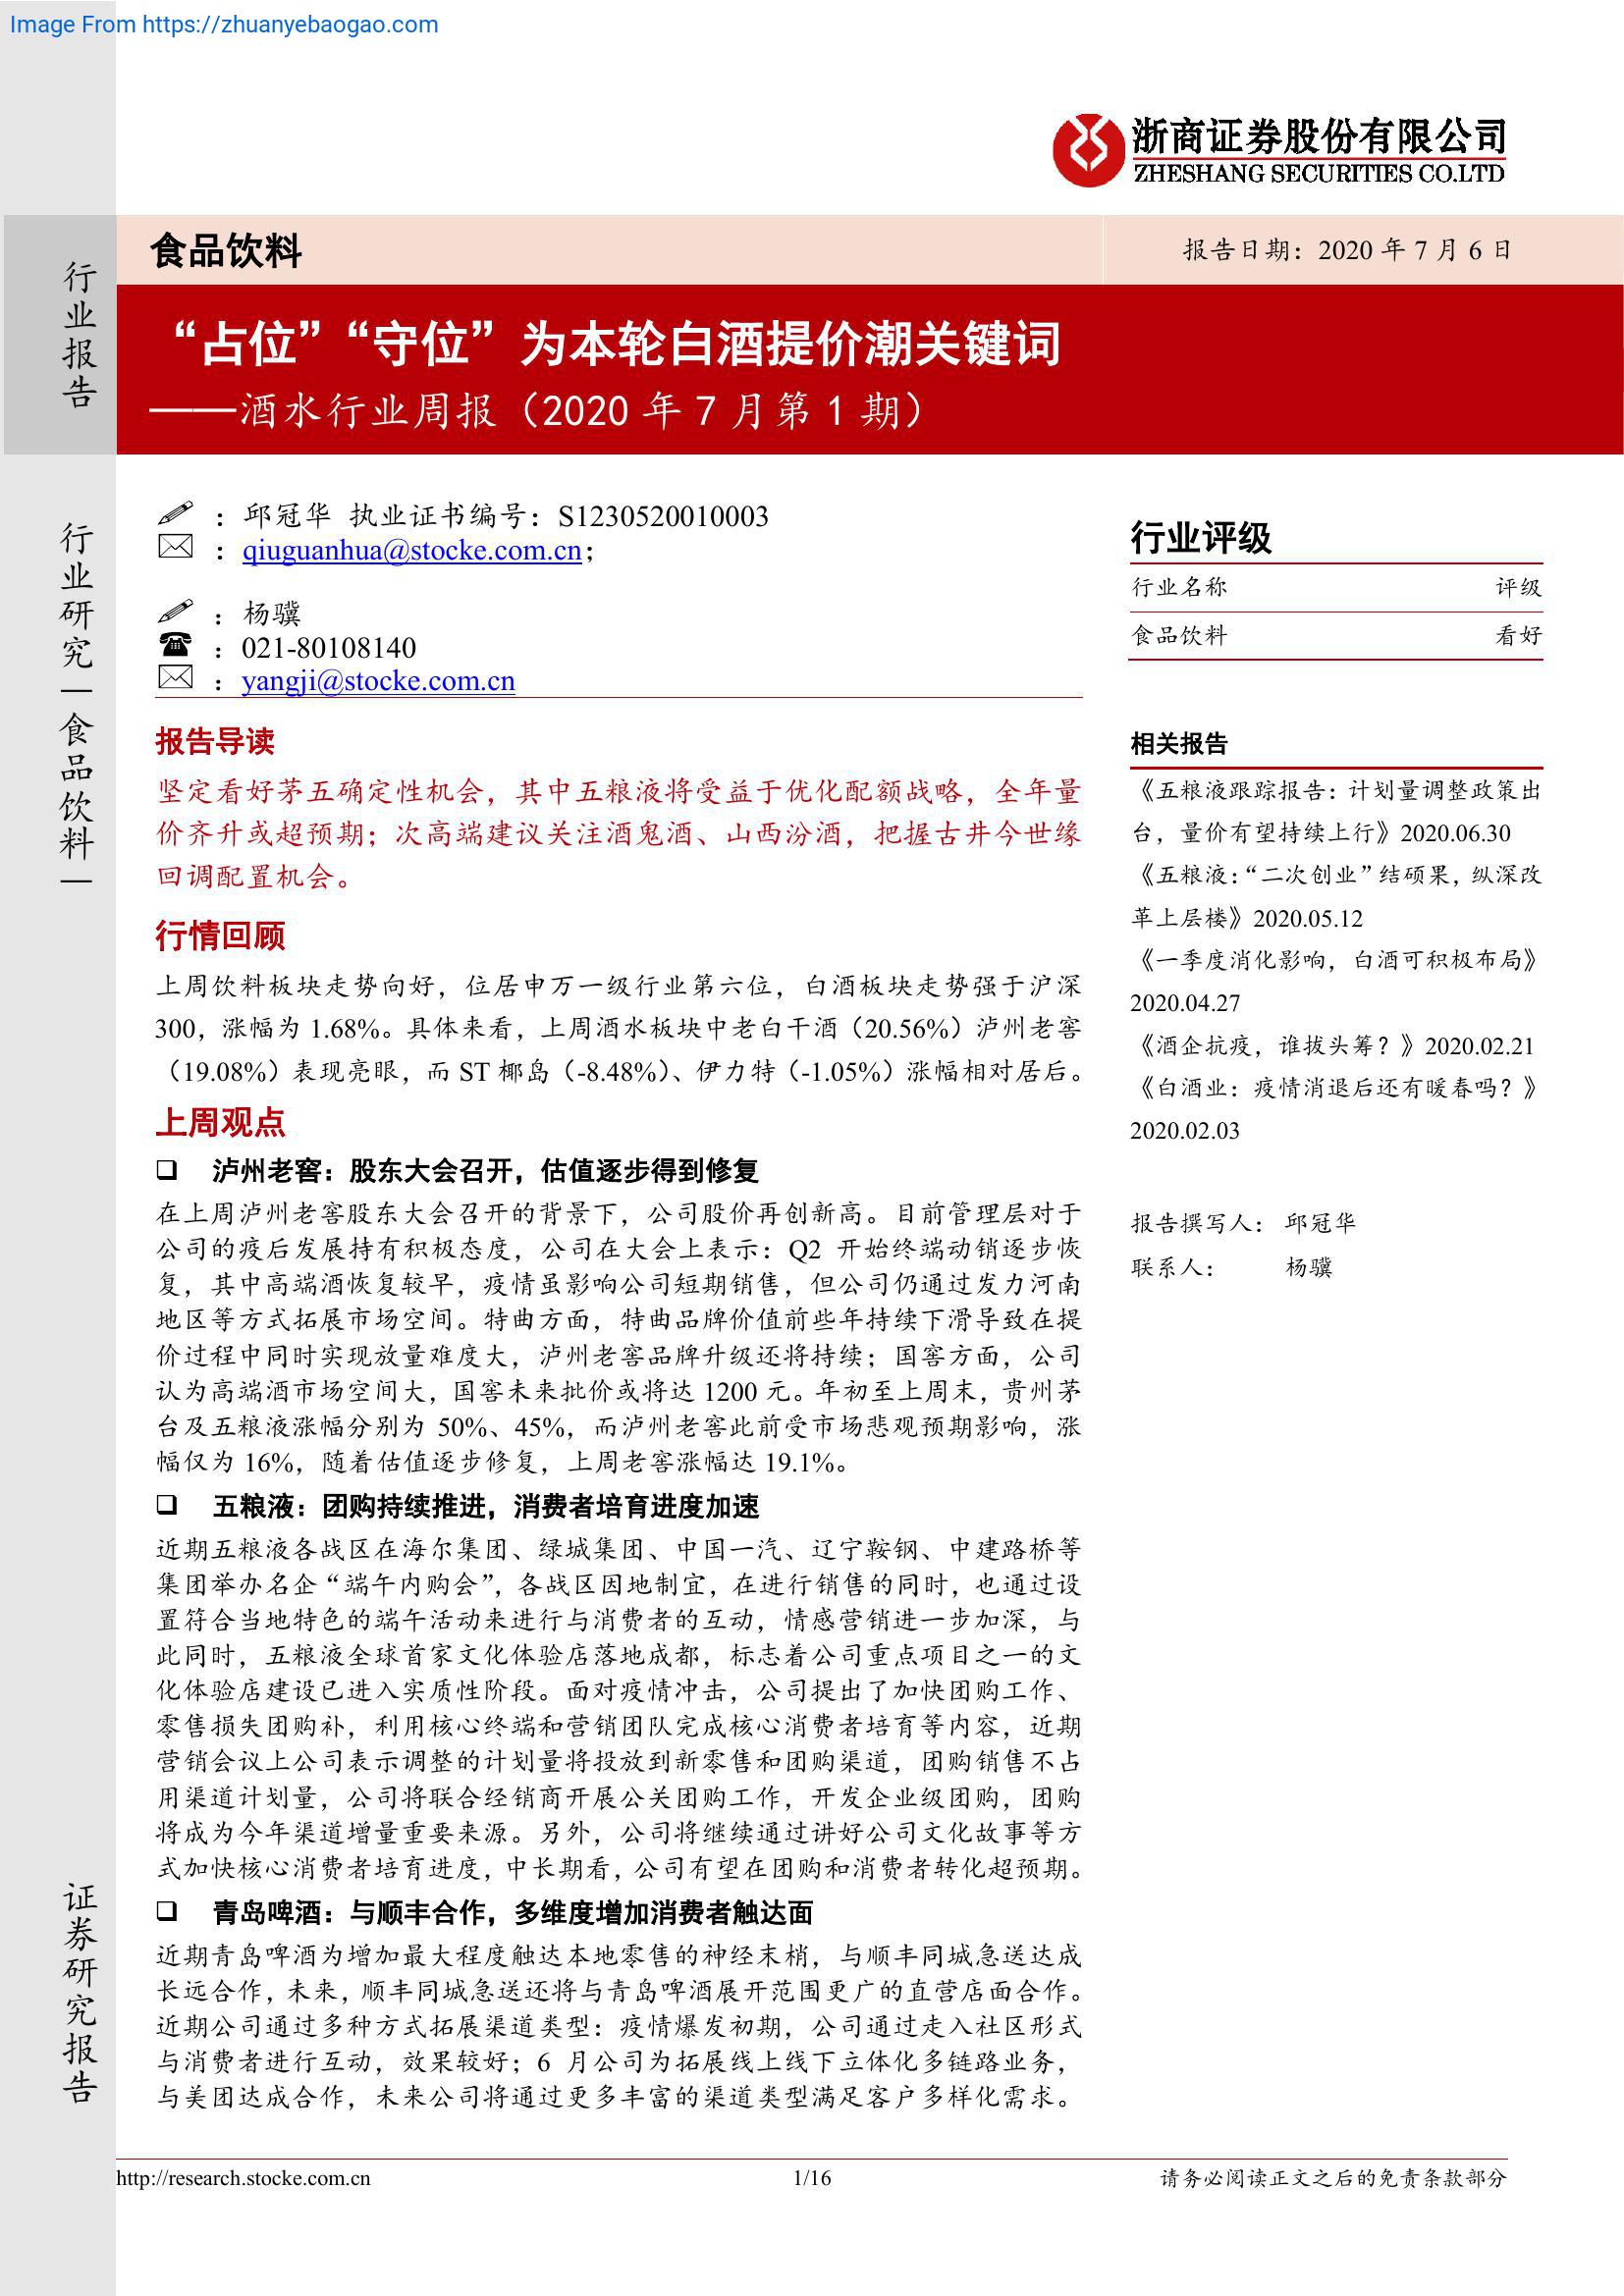 Image From https://zhuanyebaogao.com
浙商证券股份有限公司
ZHESHANG SECURITIES CO.LTD
行业报告
食品饮料
报告日期：2020 年 7 月 6 日
“占位”“守位”为本轮白酒提价潮关键词
——酒水行业周报（2020 年 7 月第 1 期）
行业研究|食品饮料|
：邱冠华 执业证书编号：S1230520010003
：qiuguanhua@stocke.com.cn；
：杨骥
：021-80108140
：yangji@stocke.com.cn
报告导读
坚定看好茅五确定性机会，其中五粮液将受益于优化配额战略，全年量
价齐升或超预期；次高端建议关注酒鬼酒、山西汾酒，把握古井今世缘
回调配置机会。
行情回顾
上周饮料板块走势向好，位居申万一级行业第六位，白酒板块走势强于沪深
300，涨幅为 1.68%。具体来看，上周酒水板块中老白干酒（20.56%）泸州老窖
（19.08%）表现亮眼，而 ST 椰岛（-8.48%）、伊力特（-1.05%）涨幅相对居后。
上周观点
❑ 泸州老窖：股东大会召开，估值逐步得到修复
在上周泸州老窖股东大会召开的背景下，公司股价再创新高。目前管理层对于
公司的疫后发展持有积极态度，公司在大会上表示：Q2 开始终端动销逐步恢
复，其中高端酒恢复较早，疫情虽影响公司短期销售，但公司仍通过发力河南
地区等方式拓展市场空间。特曲方面，特曲品牌价值前些年持续下滑导致在提
价过程中同时实现放量难度大，泸州老窖品牌升级还将持续；国窖方面，公司
认为高端酒市场空间大，国窖未来批价或将达 1200 元。年初至上周末，贵州茅
台及五粮液涨幅分别为 50%、45%，而泸州老窖此前受市场悲观预期影响，涨
幅仅为 16%，随着估值逐步修复，上周老窖涨幅达 19.1%。
❑ 五粮液：团购持续推进，消费者培育进度加速
近期五粮液各战区在海尔集团、绿城集团、中国一汽、辽宁鞍钢、中建路桥等
集团举办名企“端午内购会”，各战区因地制宜，在进行销售的同时，也通过设
置符合当地特色的端午活动来进行与消费者的互动，情感营销进一步加深，与
此同时，五粮液全球首家文化体验店落地成都，标志着公司重点项目之一的文
化体验店建设已进入实质性阶段。面对疫情冲击，公司提出了加快团购工作、
零售损失团购补，利用核心终端和营销团队完成核心消费者培育等内容，近期
营销会议上公司表示调整的计划量将投放到新零售和团购渠道，团购销售不占
用渠道计划量，公司将联合经销商开展公关团购工作，开发企业级团购，团购
将成为今年渠道增量重要来源。另外，公司将继续通过讲好公司文化故事等方
式加快核心消费者培育进度，中长期看，公司有望在团购和消费者转化超预期。
❑ 青岛啤酒：与顺丰合作，多维度增加消费者触达面
近期青岛啤酒为增加最大程度触达本地零售的神经末梢，与顺丰同城急送达成
长远合作，未来，顺丰同城急送还将与青岛啤酒展开范围更广的直营店面合作。
近期公司通过多种方式拓展渠道类型：疫情爆发初期，公司通过走入社区形式
与消费者进行互动，效果较好；6 月公司为拓展线上线下立体化多链路业务，
与美团达成合作，未来公司将通过更多丰富的渠道类型满足客户多样化需求。
行业评级
行业名称 评级
食品饮料 看好
相关报告
《五粮液跟踪报告：计划量调整政策出
台，量价有望持续上行》2020.06.30
《五粮液：“二次创业”结硕果，纵深改
革上层楼》2020.05.12
《一季度消化影响，白酒可积极布局》
2020.04.27
《酒企抗疫，谁拔头筹？》2020.02.21
《白酒业：疫情消退后还有暖春吗？》
2020.02.03
报告撰写人： 邱冠华
联系人： 杨骥
证券研究报告
http://research.stocke.com.cn
1/16
请务必阅读正文之后的免责条款部分